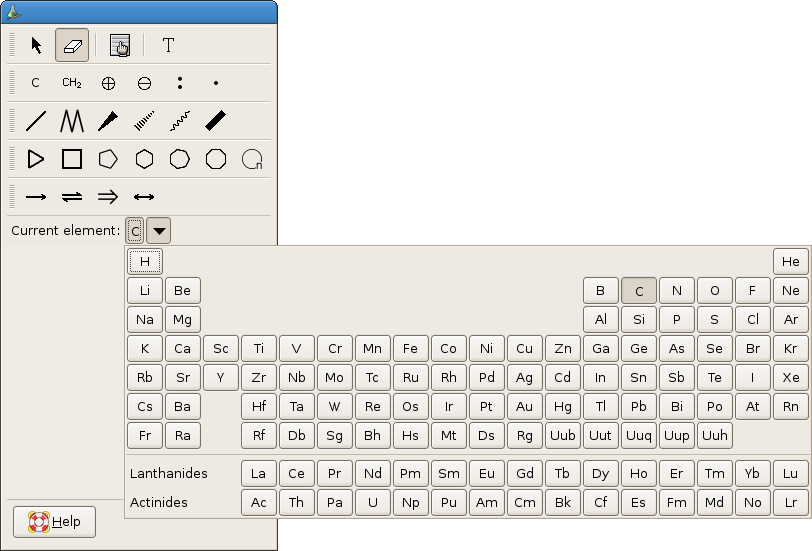 T
C CH₂
n
Current element: C
H He
Li Be B C N O F Ne
Na Mg Al Si P S Cl Ar
K Ca Sc Ti V Cr Mn Fe Co Ni Cu Zn Ga Ge As Se Br Kr
Rb Sr Y Zr Nb Mo Tc Ru Rh Pd Ag Cd In Sn Sb Te I Xe
Cs Ba Hf Ta W Re Os Ir Pt Au Hg Tl Pb Bi Po At Rn
Fr Ra Rf Db Sg Bh Hs Mt Ds Rg Uub Uut Uuq Uup Uuh
Lanthanides La Ce Pr Nd Pm Sm Eu Gd Tb Dy Ho Er Tm Yb Lu
Actinides Ac Th Pa U Np Pu Am Cm Bk Cf Es Fm Md No Lr
Help